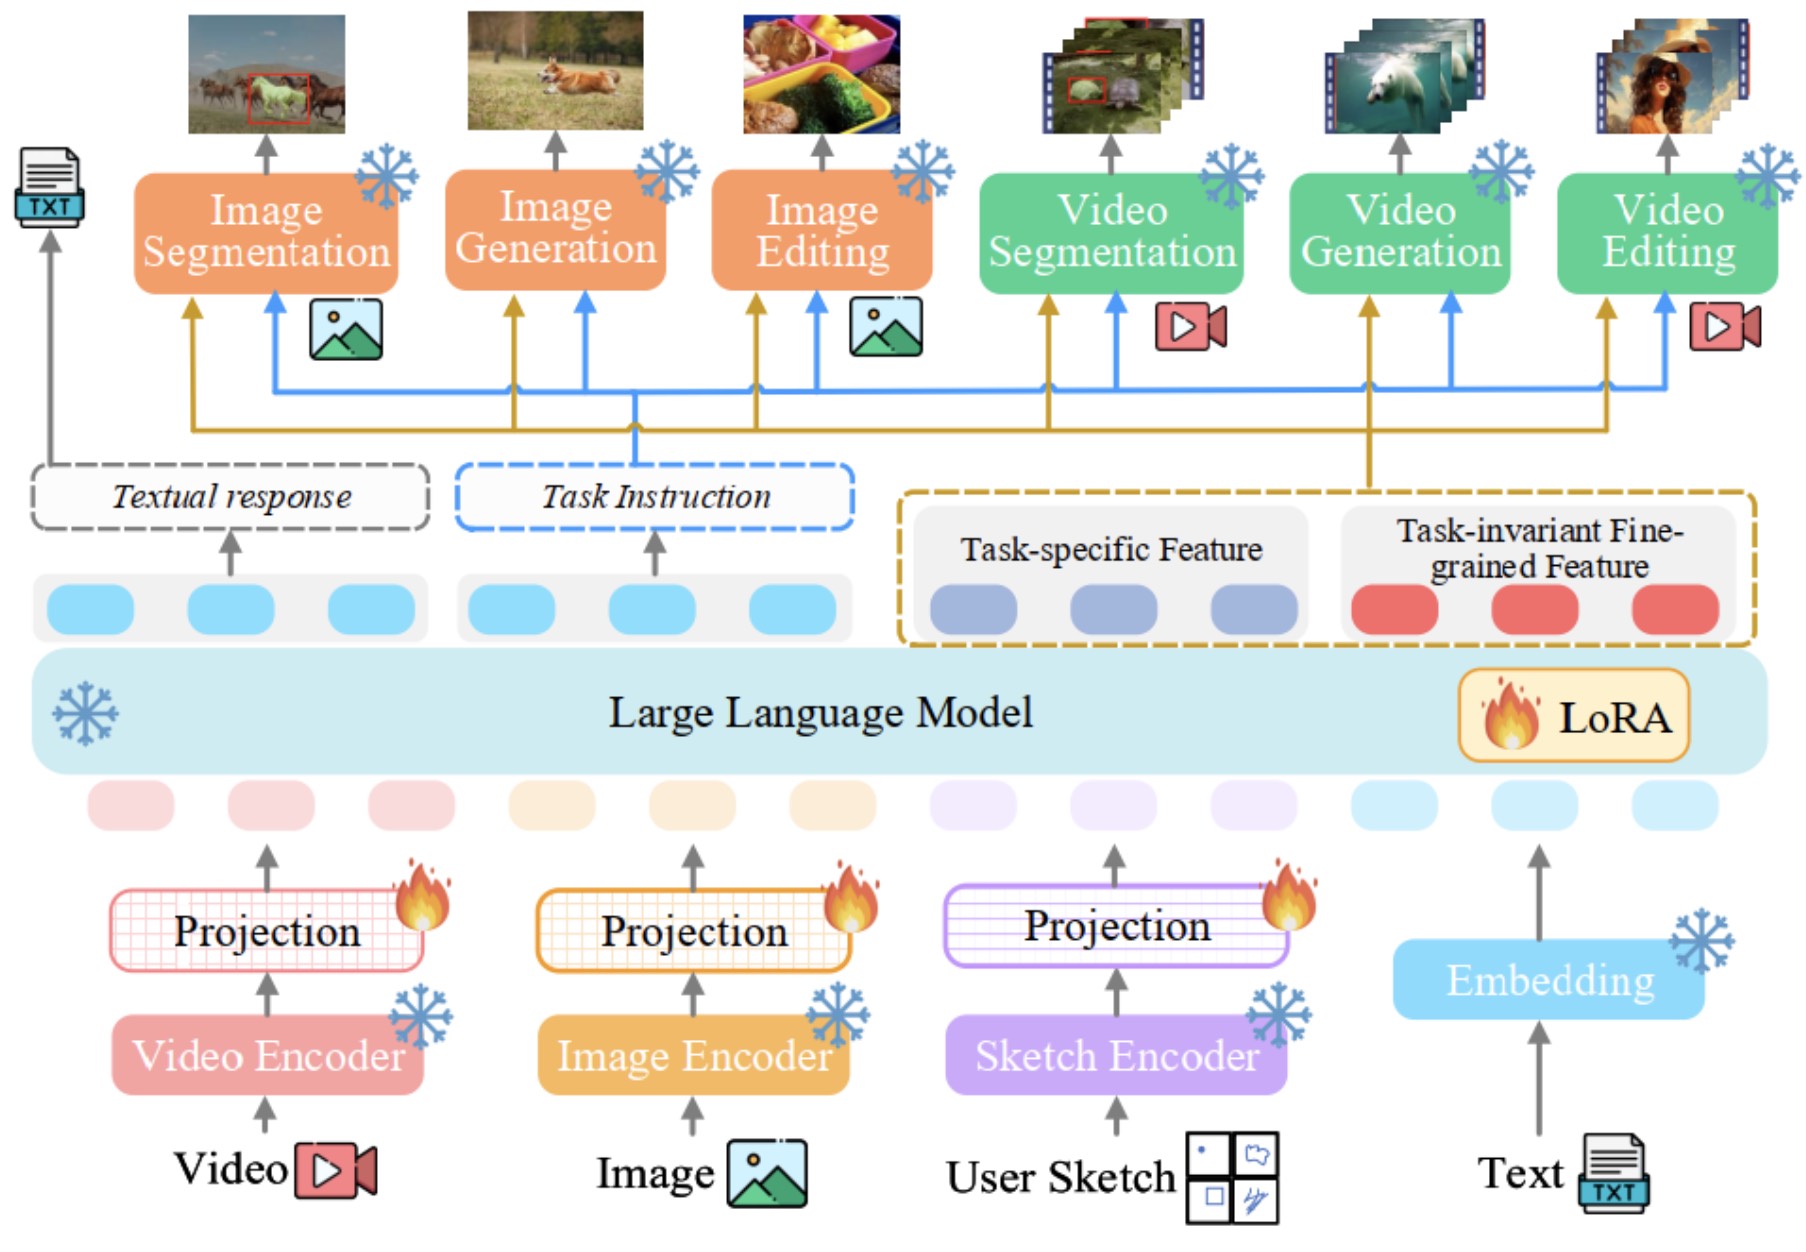 TXT
Image
Segmentation
Image
Generation
Image
Editing
Video
Segmentation
Video
Generation
Video
Editing
Textual response
Task Instruction
Task-specific Feature
Task-invariant Fine-
grained Feature
Large Language Model
LoRA
Projection
Projection
Projection
Embedding
Video Encoder
Image Encoder
Sketch Encoder
Video
Image
User Sketch
Text
TXT